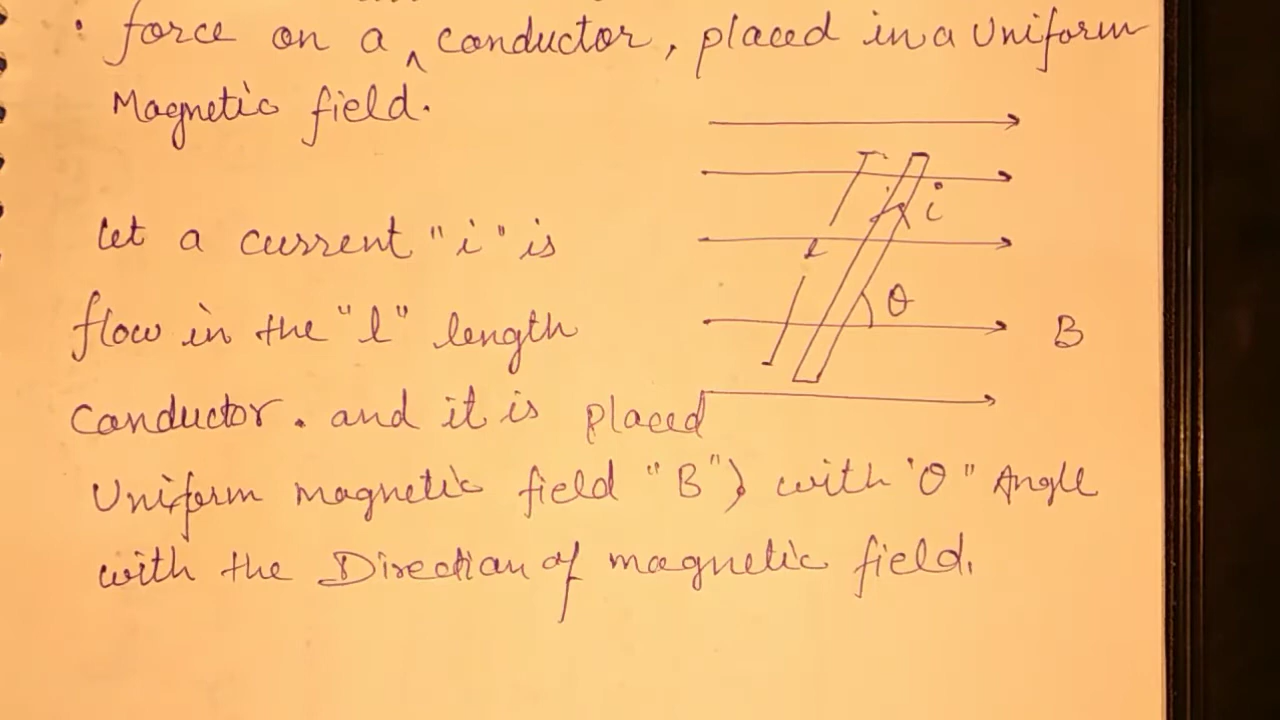 • force on a ^ conductor, placed in a Uniform
Magnetic field.
let a current "i" is
flow in the "l" length
Conductor. and it is placed
Uniform magnetic field "B") with 'θ" Angle
with the Direction of magnetic field.
i
l
θ
B